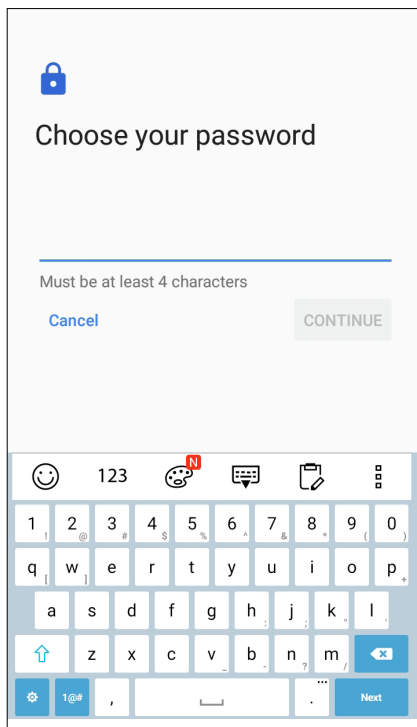 Choose your password
Must be at least 4 characters
Cancel CONTINUE
123 N
1 ! 2 @ 3 # 4 $ 5 % 6 ^ 7 & 8 * 9 ( 0 )
q [ w ] e r t y u i o p +
a s d f g h : j ; k " l '
z x c v _ b - n ? m /
1@# , . ... Next